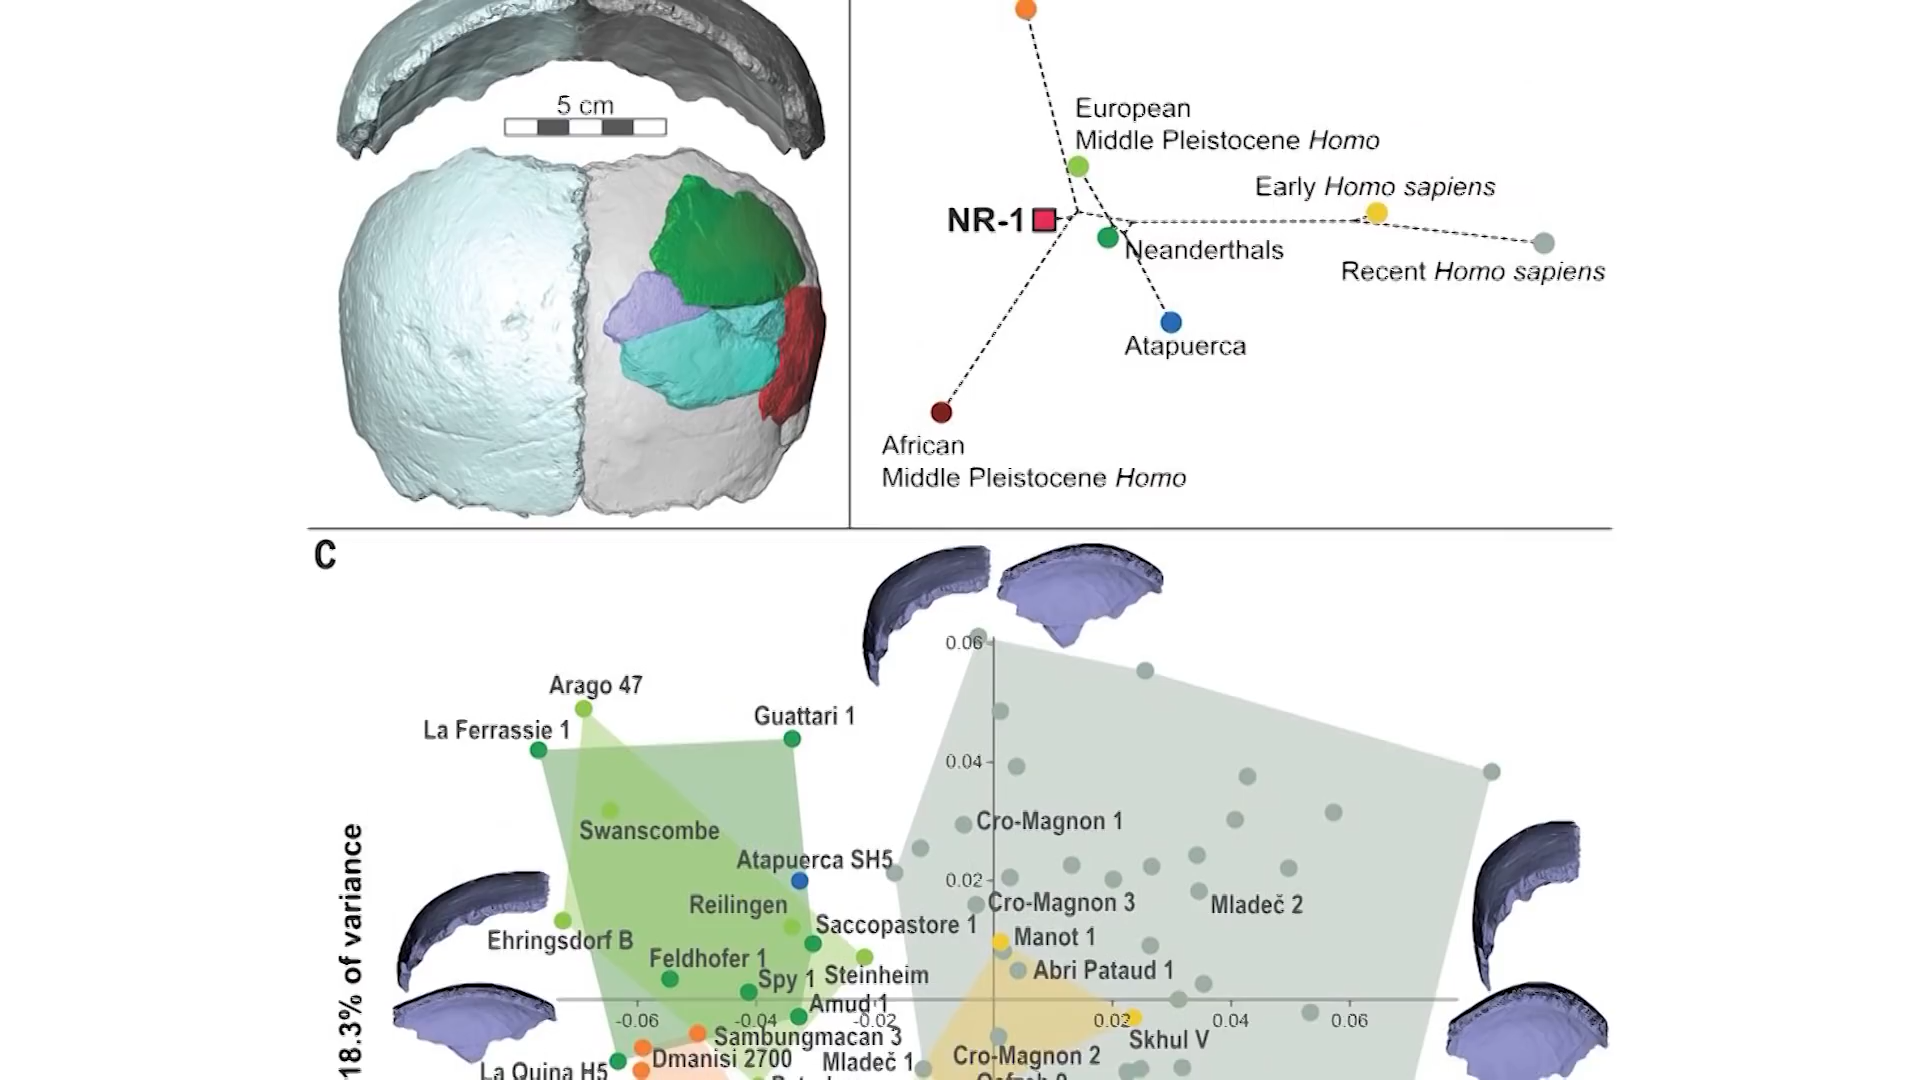 5 cm
European
Middle Pleistocene Homo
Early Homo sapiens
NR-1
Neanderthals
Recent Homo sapiens
Atapuerca
African
Middle Pleistocene Homo
C
0.06
Arago 47
Guattari 1
La Ferrassie 1
0.04
Cro-Magnon 1
Swanscombe
Atapuerca SH5
0.02
Reilingen
Cro-Magnon 3
Mladeč 2
Saccopastore 1
Manot 1
Ehringsdorf B
Feldhofer 1
Abri Pataud 1
Spy 1
Steinheim
Amud 1
-0.06
-0.04
-0.02
0.02
0.04
0.06
Sambungmacan 3
Skhul V
Dmanisi 2700
Mladeč 1
Cro-Magnon 2
La Quina H5
18.3% of variance